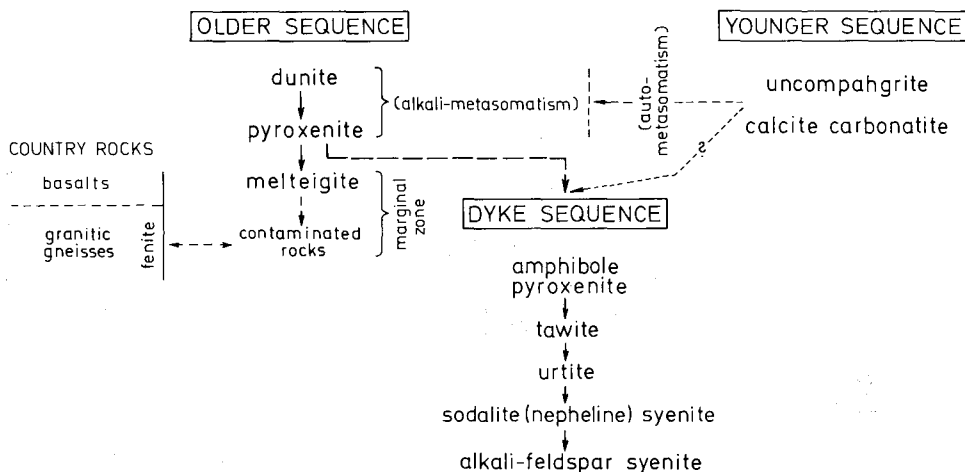 OLDER SEQUENCE
YOUNGER SEQUENCE
dunite
(alkali-metasomatism)
(auto-
metasomatism)
uncompahgrite
pyroxenite
calcite carbonatite
?
COUNTRY ROCKS
basalts
granitic
gneisses
fenite
melteigite
contaminated
rocks
marginal
zone
DYKE SEQUENCE
amphibole
pyroxenite
tawite
urtite
sodalite (nepheline) syenite
alkali-feldspar syenite